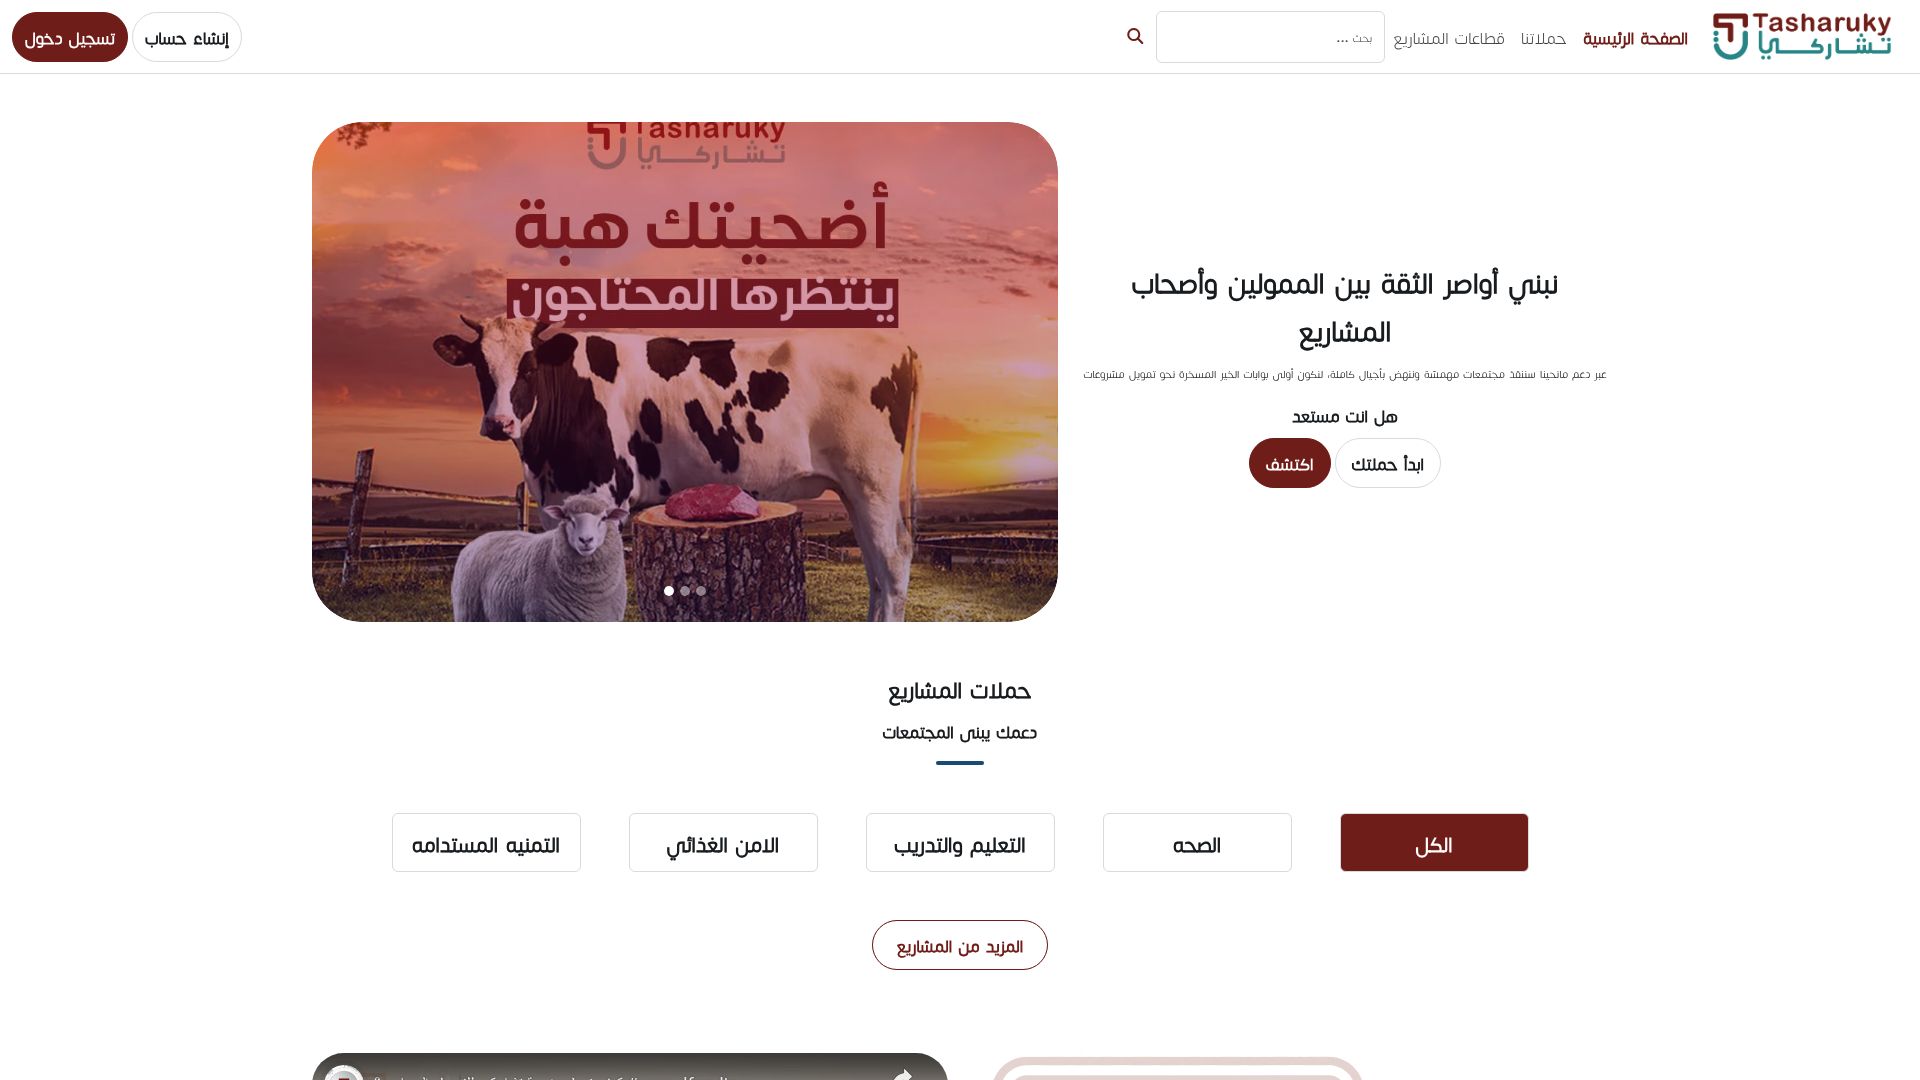 Tasharuky
تشاركي
الصفحة الرئيسية
حملاتنا
قطاعات المشاريع
بحث ...
إنشاء حساب
تسجيل دخول
Tasharuky
تشاركي
أضحيتك هبة
ينتظرها المحتاجون
نبني أواصر الثقة بين الممولين وأصحاب
المشاريع
عبر دعم مانحينا سننقذ مجتمعات مهمشة وننهض بأجيال كاملة، لنكون أولى بوابات الخير المسخرة نحو تمويل مشروعات
هل انت مستعد
ابدأ حملتك
اكتشف
حملات المشاريع
دعمك يبنى المجتمعات
الكل
الصحه
التعليم والتدريب
الامن الغذائي
التمنيه المستدامه
المزيد من المشاريع